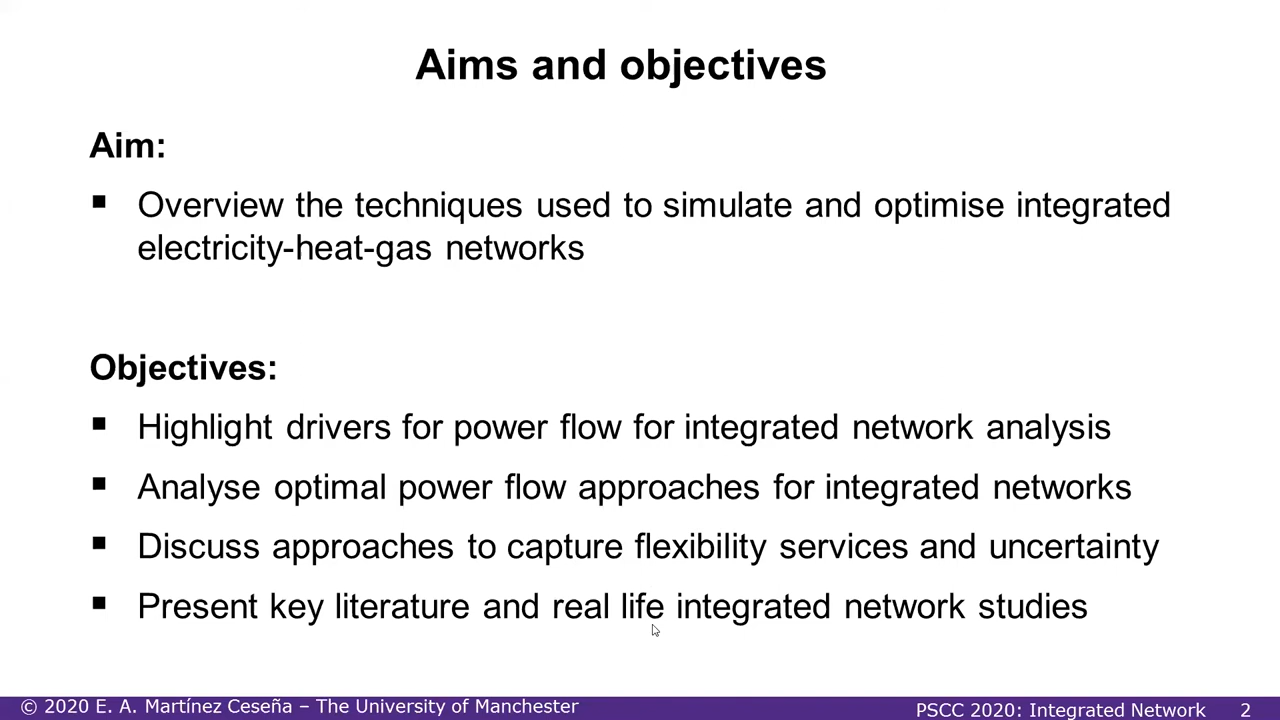 Aims and objectives
Aim:
▪ Overview the techniques used to simulate and optimise integrated
electricity-heat-gas networks
Objectives:
▪ Highlight drivers for power flow for integrated network analysis
▪ Analyse optimal power flow approaches for integrated networks
▪ Discuss approaches to capture flexibility services and uncertainty
▪ Present key literature and real life integrated network studies
© 2020 E. A. Martínez Ceseña – The University of Manchester
PSCC 2020: Integrated Network 2